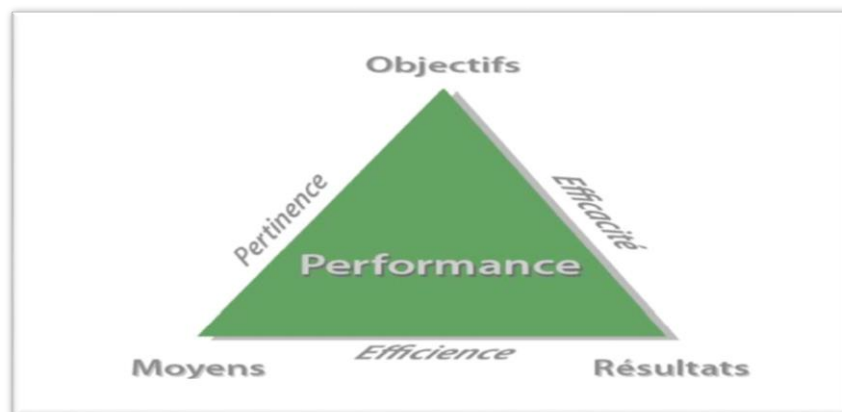 Objectifs
Pertinence
Efficacité
Performance
Efficience
Moyens
Résultats